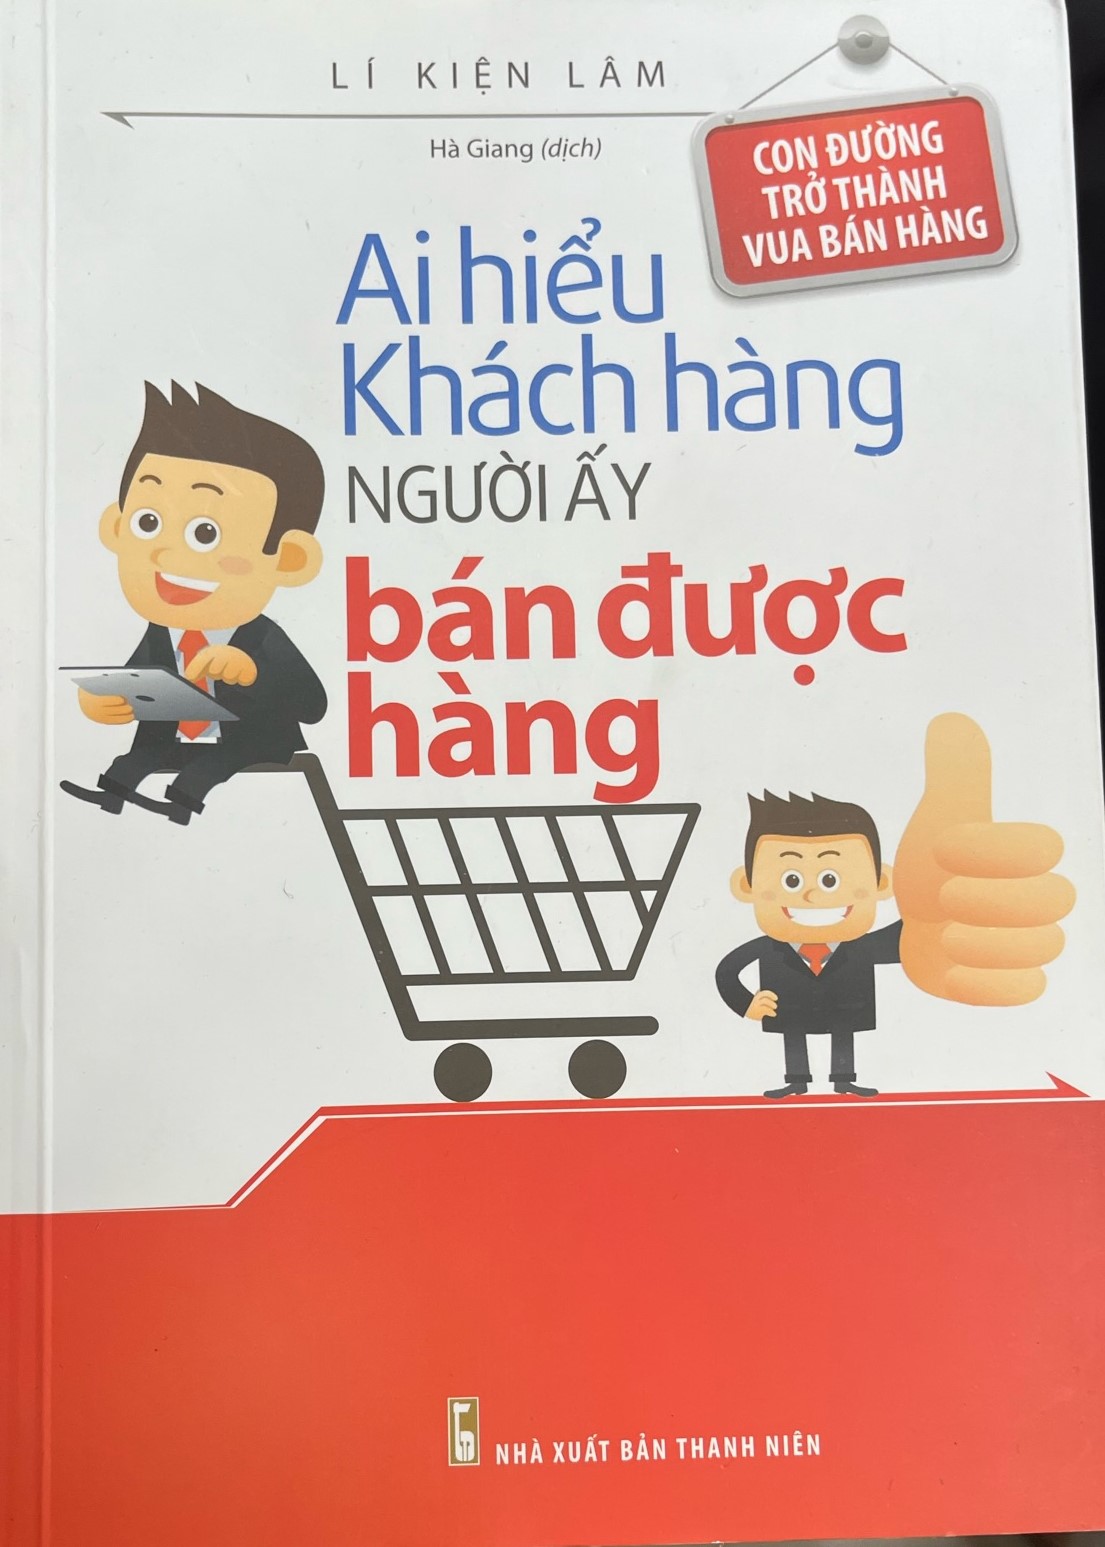 LÍ KIỆN LÂM
Hà Giang (dịch)
CON ĐƯỜNG
TRỞ THÀNH
VUA BÁN HÀNG
Ai hiểu
Khách hàng
NGƯỜI ẤY
bán được
hàng
NHÀ XUẤT BẢN THANH NIÊN